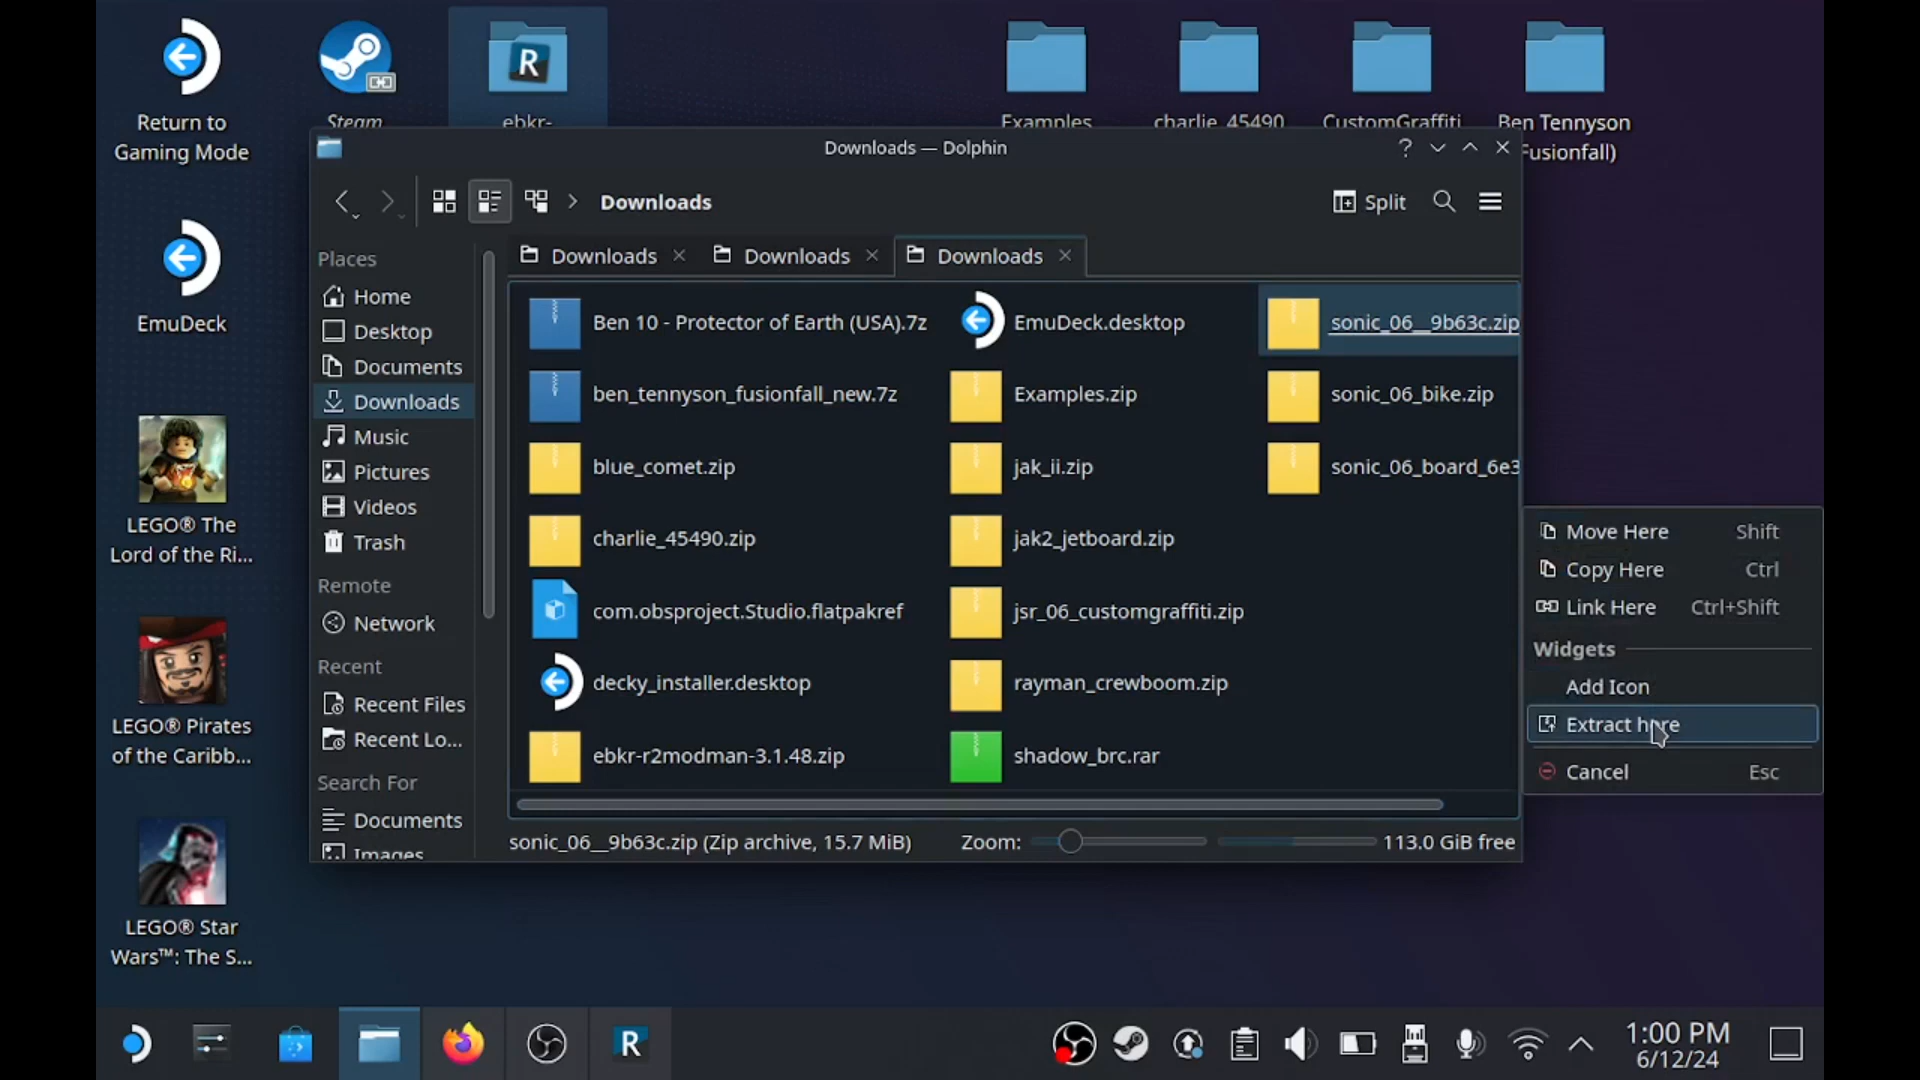 Return to
Gaming Mode
Steam
R
ebkr-
Examples
charlie_45490
CustomGraffiti
Ben Tennyson
Fusionfall)
EmuDeck
LEGO® The
Lord of the Ri...
LEGO® Pirates
of the Caribb...
LEGO® Star
Wars™: The S...
Downloads — Dolphin
?
Downloads
Split
Downloads
Downloads
Downloads
Places
Home
Desktop
Documents
Downloads
Music
Pictures
Videos
Trash
Remote
Network
Recent
Recent Files
Recent Lo...
Search For
Documents
Images
Ben 10 - Protector of Earth (USA).7z
ben_tennyson_fusionfall_new.7z
blue_comet.zip
charlie_45490.zip
com.obsproject.Studio.flatpakref
decky_installer.desktop
ebkr-r2modman-3.1.48.zip
EmuDeck.desktop
Examples.zip
jak_ii.zip
jak2_jetboard.zip
jsr_06_customgraffiti.zip
rayman_crewboom.zip
shadow_brc.rar
sonic_06__9b63c.zip
sonic_06_bike.zip
sonic_06_board_6e3
sonic_06__9b63c.zip (Zip archive, 15.7 MiB)
Zoom:
113.0 GiB free
Move Here Shift
Copy Here Ctrl
Link Here Ctrl+Shift
Widgets
Add Icon
Extract here
Cancel Esc
R
1:00 PM
6/12/24